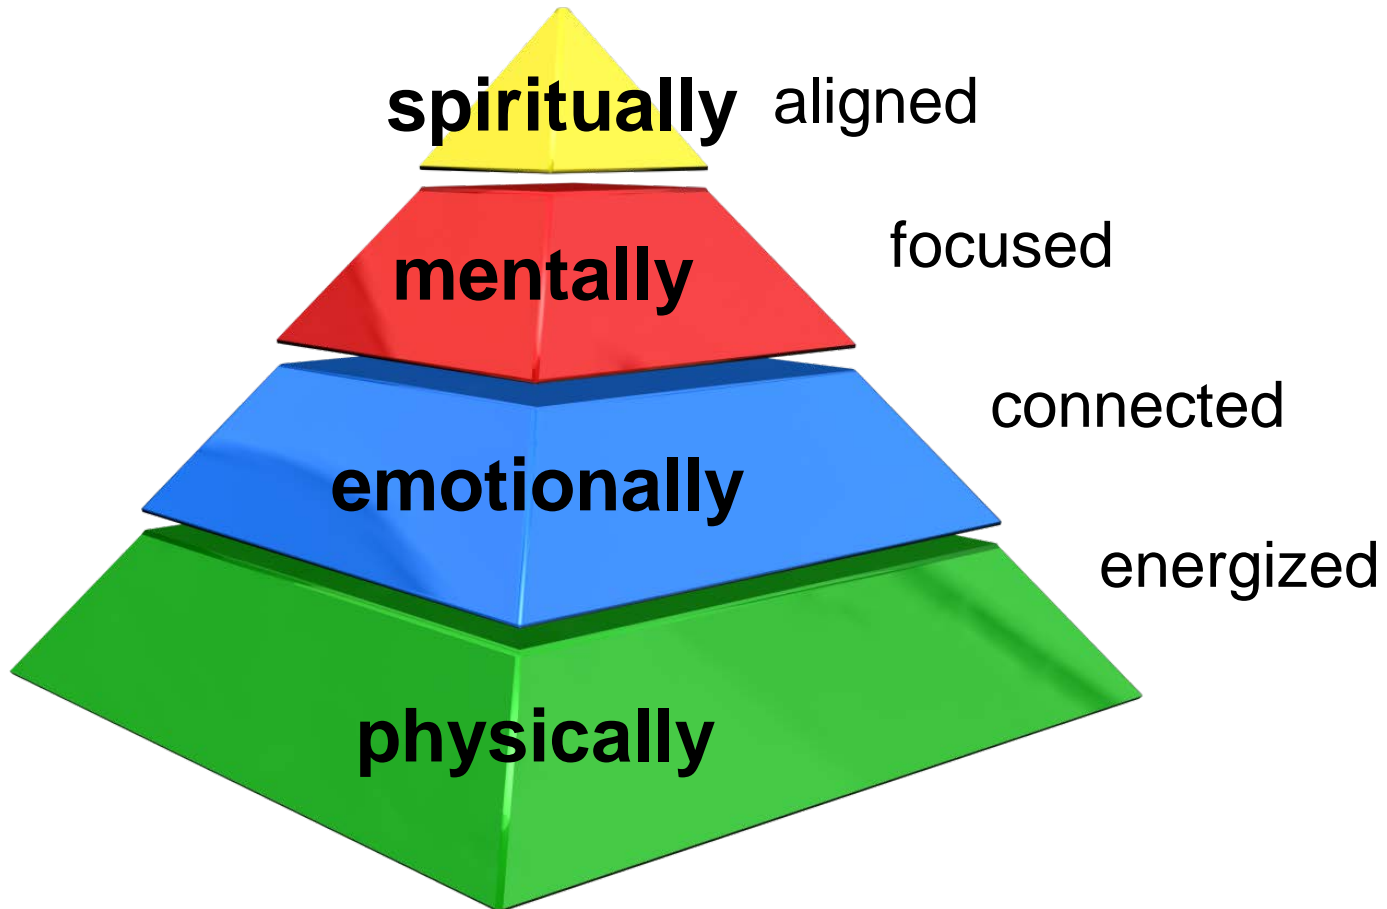 spiritually aligned
mentally focused
emotionally connected
physically energized